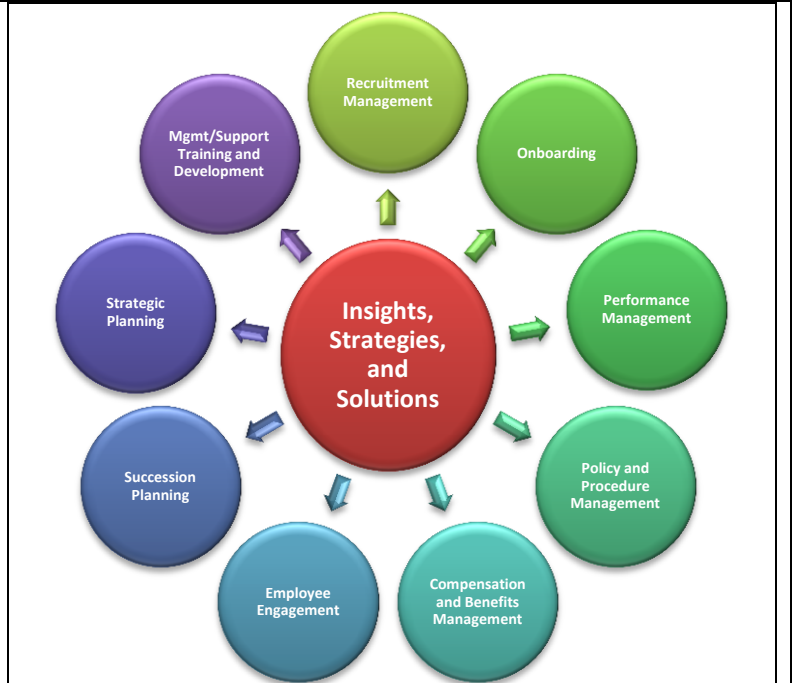 Recruitment
Management
Onboarding
Performance
Management
Policy and
Procedure
Management
Compensation
and Benefits
Management
Employee
Engagement
Succession
Planning
Strategic
Planning
Mgmt/Support
Training and
Development
Insights,
Strategies,
and
Solutions